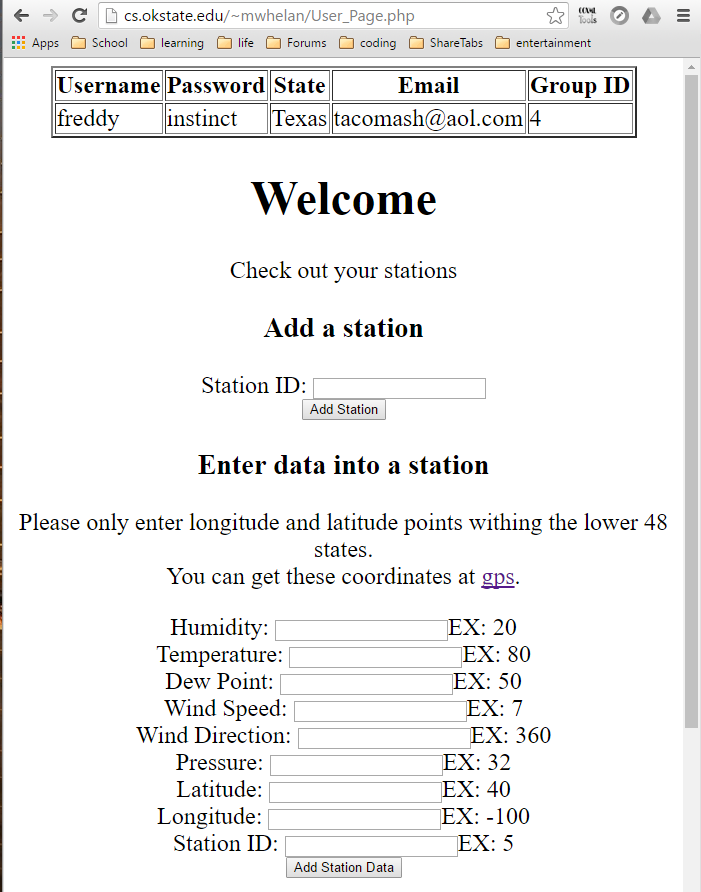 cs.okstate.edu/~mwhelan/User_Page.php
Apps School learning life Forums coding ShareTabs entertainment
Username Password State Email Group ID
freddy instinct Texas tacomash@aol.com 4
Welcome
Check out your stations
Add a station
Station ID:
Add Station
Enter data into a station
Please only enter longitude and latitude points withing the lower 48
states.
You can get these coordinates at gps.
Humidity: EX: 20
Temperature: EX: 80
Dew Point: EX: 50
Wind Speed: EX: 7
Wind Direction: EX: 360
Pressure: EX: 32
Latitude: EX: 40
Longitude: EX: -100
Station ID: EX: 5
Add Station Data